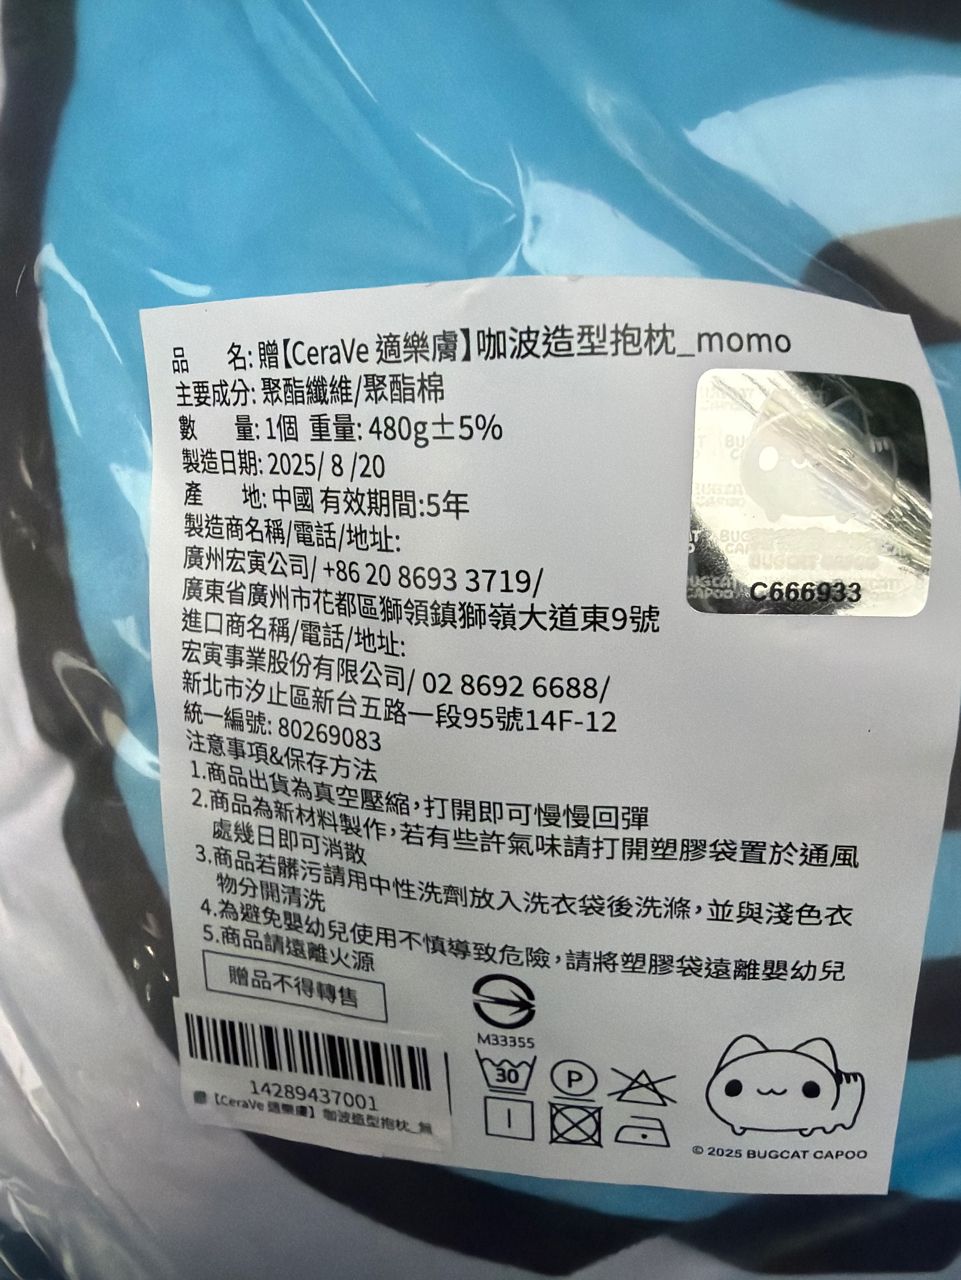 品 名: 贈【CeraVe 適樂膚】咖波造型抱枕_momo
主要成分: 聚酯纖維/聚酯棉
數 量: 1個 重量: 480g±5%
製造日期: 2025/ 8 /20
產 地: 中國 有效期間:5年
製造商名稱/電話/地址:
廣州宏寅公司/ +86 20 8693 3719/
廣東省廣州市花都區獅領鎮獅嶺大道東9號
進口商名稱/電話/地址:
宏寅事業股份有限公司/ 02 8692 6688/
新北市汐止區新台五路一段95號14F-12
統一編號: 80269083
注意事項&保存方法
1.商品出貨為真空壓縮,打開即可慢慢回彈
2.商品為新材料製作,若有些許氣味請打開塑膠袋置於通風
處幾日即可消散
3.商品若髒污請用中性洗劑放入洗衣袋後洗滌,並與淺色衣
物分開清洗
4.為避免嬰幼兒使用不慎導致危險,請將塑膠袋遠離嬰幼兒
5.商品請遠離火源
贈品不得轉售
BUGCAT CAPOO
C666933
M33355
30
P
14289437001
贈【CeraVe 適樂膚】咖波造型抱枕_無
© 2025 BUGCAT CAPOO